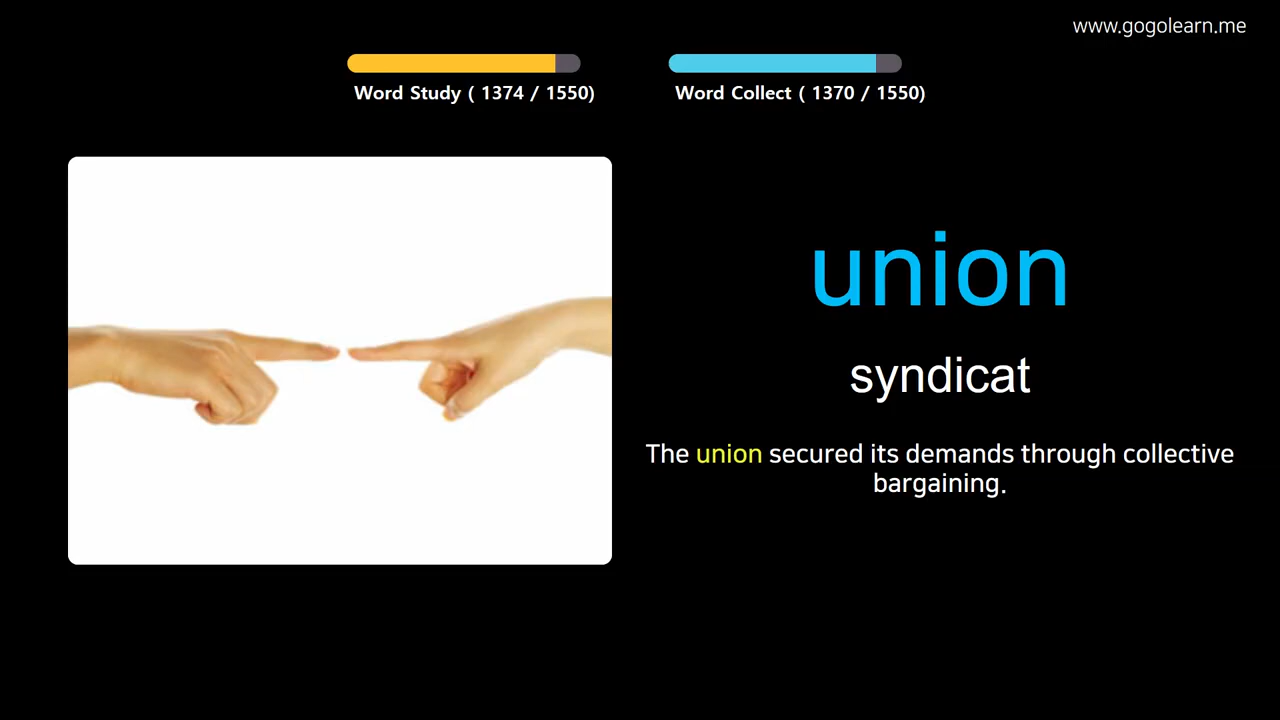 www.gogolearn.me
Word Study ( 1374 / 1550)
Word Collect ( 1370 / 1550)
union
syndicat
The union secured its demands through collective
bargaining.